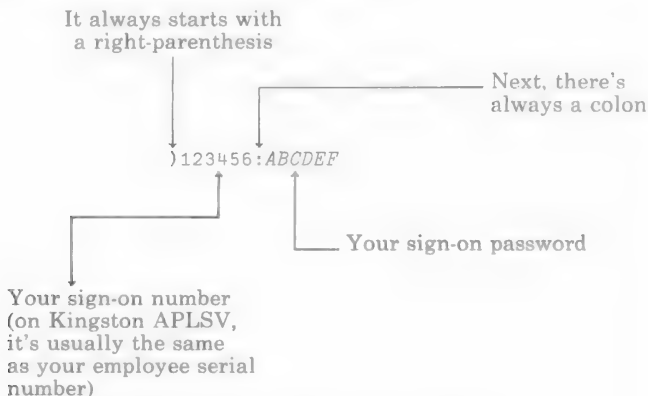 It always starts with
a right-parenthesis
Next, there's
always a colon
)123456:ABCDEF
Your sign-on password
Your sign-on number
(on Kingston APLSV,
it's usually the same
as your employee serial
number)